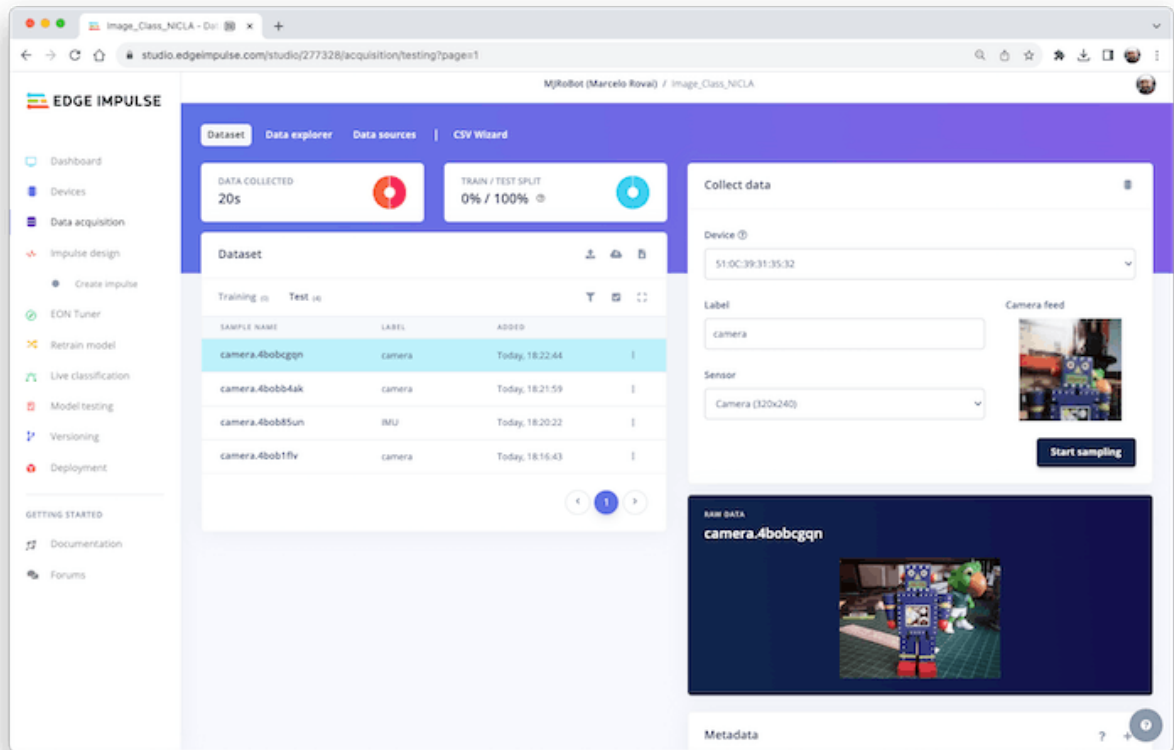 Image_Class_NICLA - Dat
studio.edgeimpulse.com/studio/277328/acquisition/testing?page=1
EDGE IMPULSE
MJRoBot (Marcelo Rovai) / Image_Class_NICLA
Dashboard
Devices
Data acquisition
Impulse design
Create impulse
EON Tuner
Retrain model
Live classification
Model testing
Versioning
Deployment
GETTING STARTED
Documentation
Forums
Dataset Data explorer Data sources | CSV Wizard
DATA COLLECTED
20s
TRAIN / TEST SPLIT
0% / 100%
Dataset
Training (0) Test (4)
SAMPLE NAME LABEL ADDED
camera.4bobcgqn camera Today, 18:22:44
camera.4bobb4ak camera Today, 18:21:59
camera.4bob85un IMU Today, 18:20:22
camera.4bob1flv camera Today, 18:16:43
1
Collect data
Device
51:0C:39:31:35:32
Label
camera
Camera feed
Sensor
Camera (320x240)
Start sampling
RAW DATA
camera.4bobcgqn
Metadata